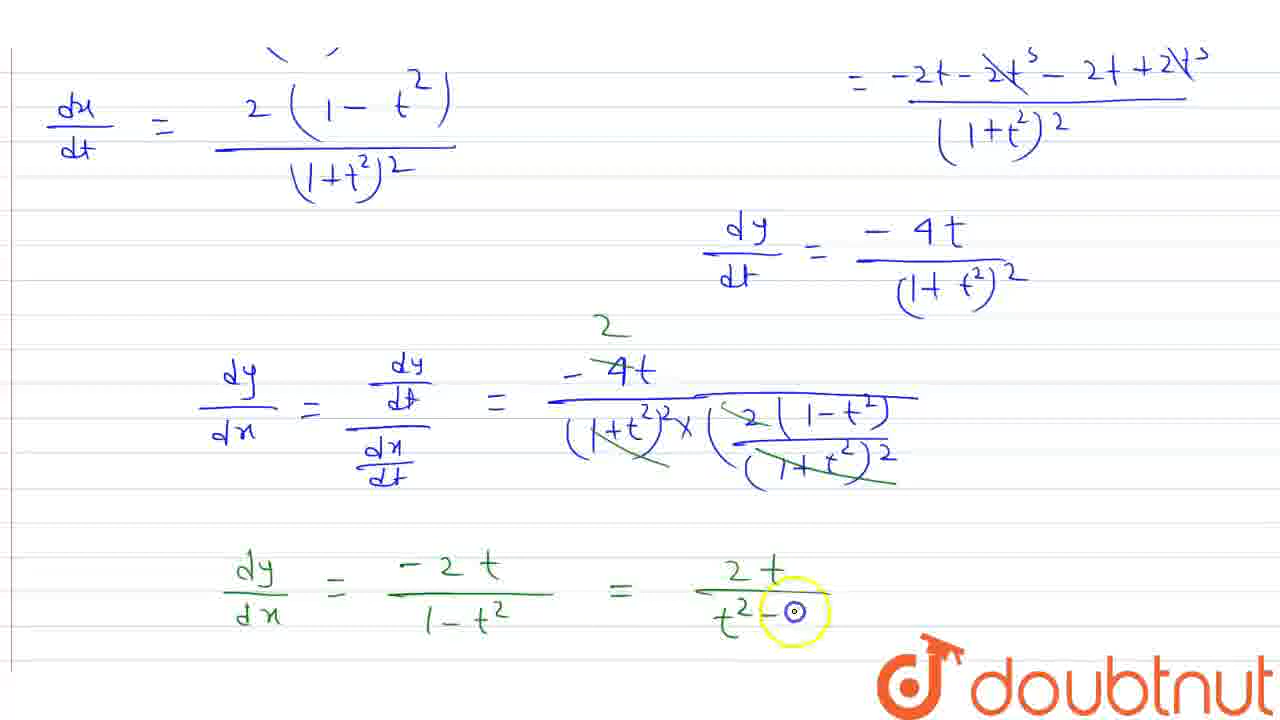 dx/dt = 2(1 - t²)/(1+t²)²
= -2t - 2t³ - 2t + 2t³/(1+t²)²
dy/dt = -4t/(1+t²)²
2
dy/dx = dy/dt/dx/dt = -4t/(1+t²)² × (2(1-t²)/(1+t²)²
dy/dx = -2t/1-t² = 2t/t² -
doubtnut